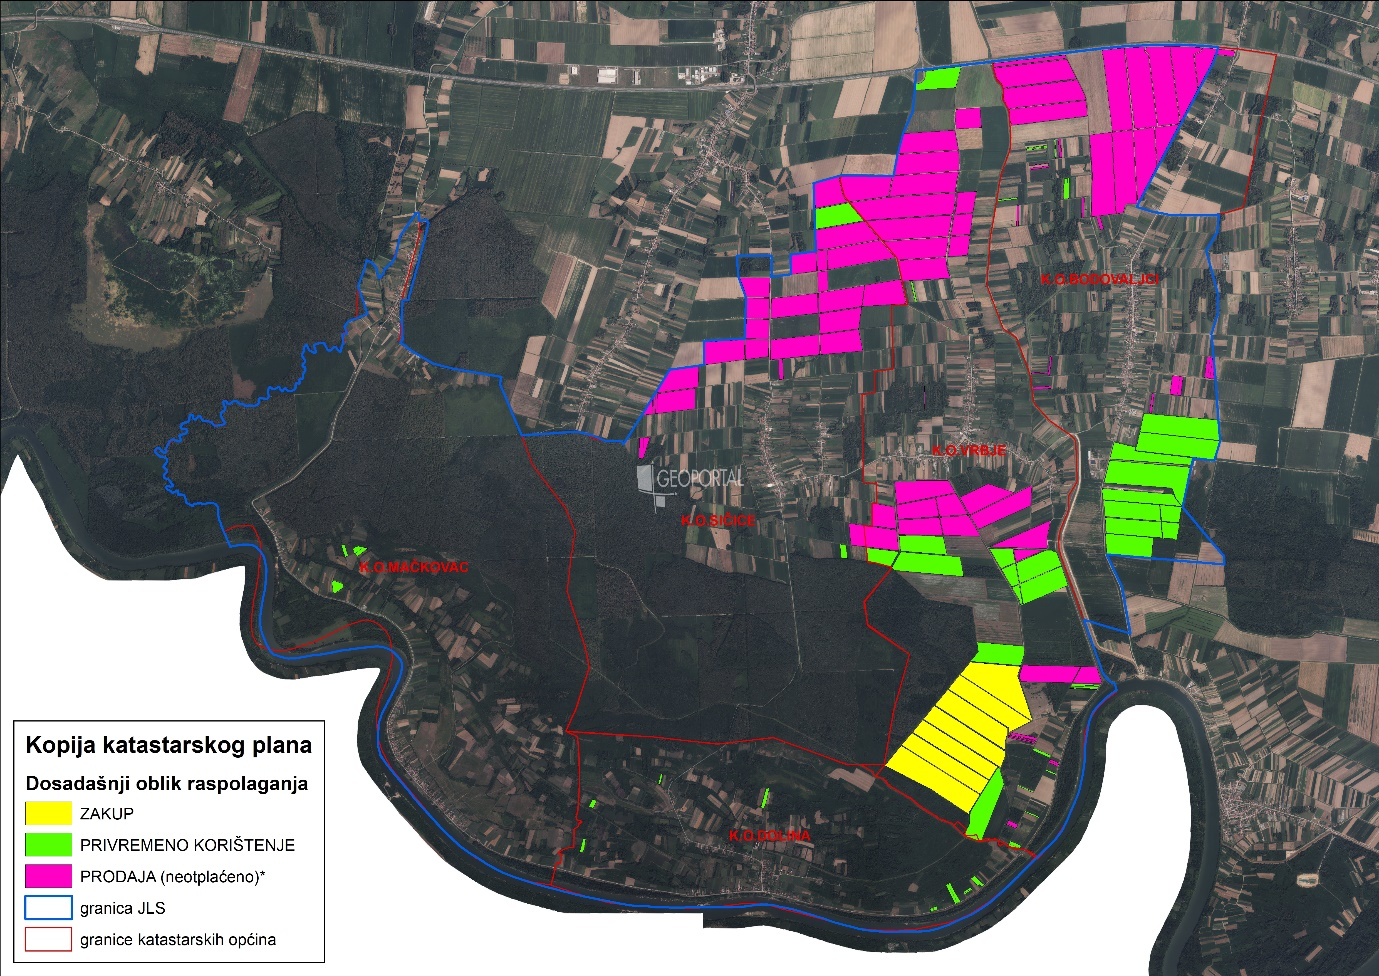 K.O.BODOVALJCI
K.O.VRBJE
GEOPORTAL
K.O.SIČICE
K.O.MAČKOVAC
K.O.DOLINA
Kopija katastarskog plana
Dosadašnji oblik raspolaganja
ZAKUP
PRIVREMENO KORIŠTENJE
PRODAJA (neotplaćeno)*
granica JLS
granice katastarskih općina